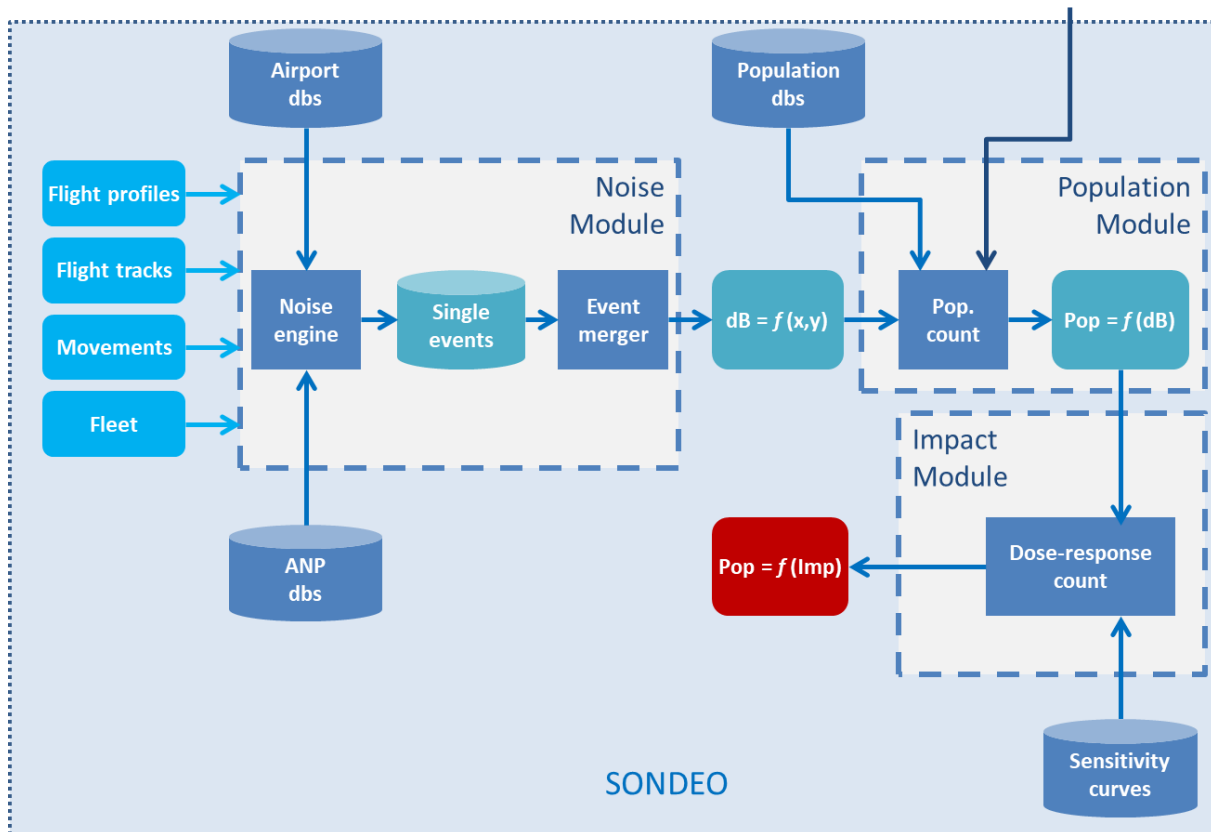 Airport
dbs
Population
dbs
Flight profiles
Flight tracks
Movements
Fleet
Noise
Module
Noise
engine
Single
events
Event
merger
dB = f (x,y)
Population
Module
Pop.
count
Pop = f (dB)
Impact
Module
Dose-response
count
Pop = f (Imp)
ANP
dbs
Sensitivity
curves
SONDEO